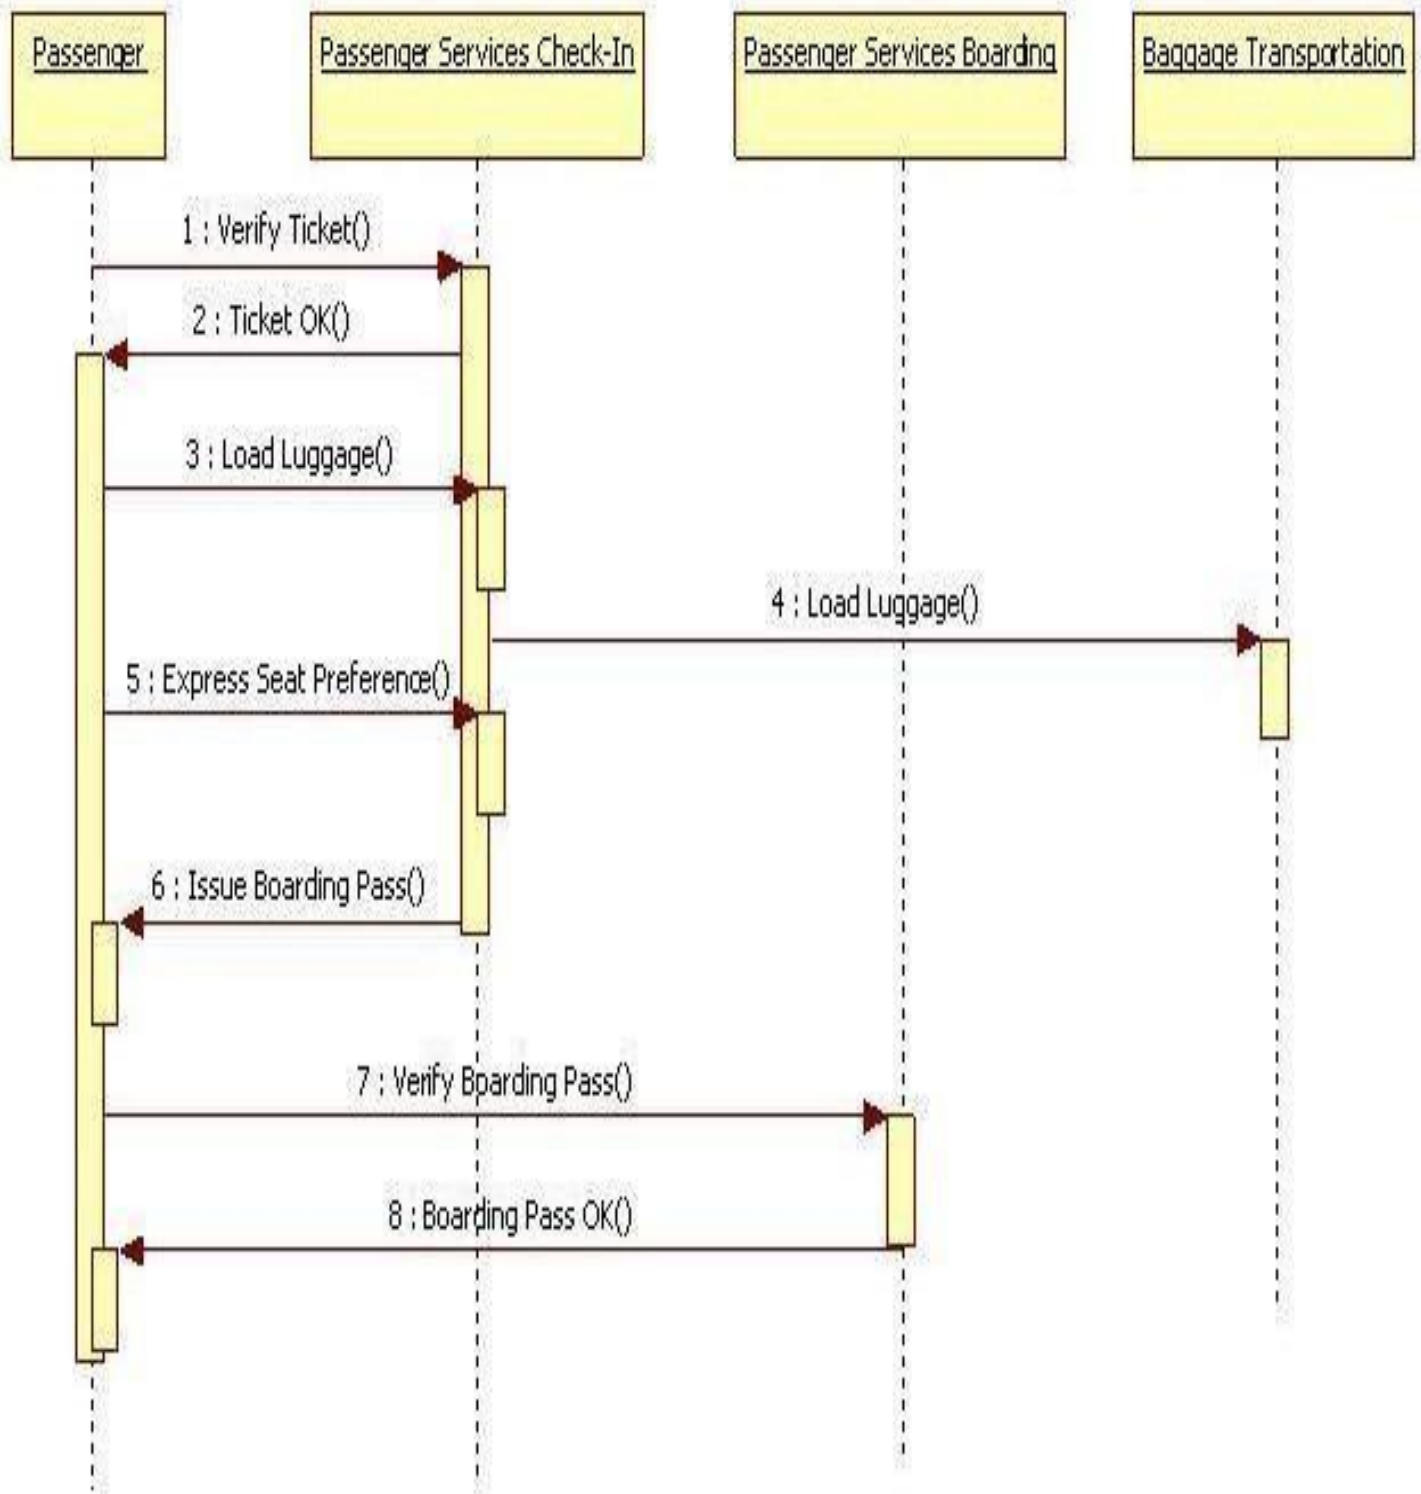 Passenger
Passenger Services Check-In
Passenger Services Boarding
Baggage Transportation
1 : Verify Ticket()
2 : Ticket OK()
3 : Load Luggage()
4 : Load Luggage()
5 : Express Seat Preference()
6 : Issue Boarding Pass()
7 : Verify Boarding Pass()
8 : Boarding Pass OK()